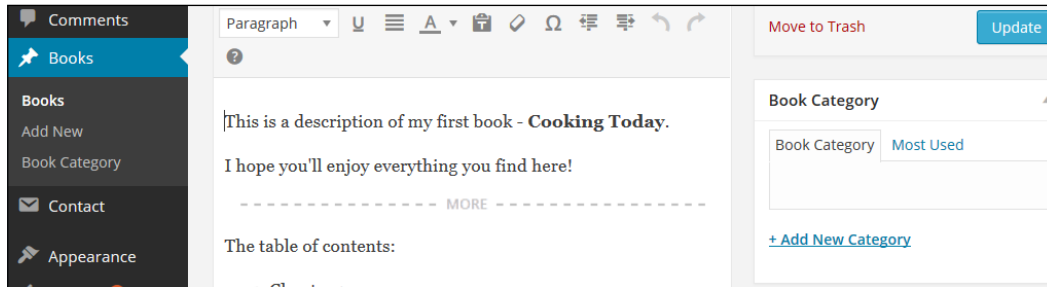 Comments
Books
Books
Add New
Book Category
Contact
Appearance
Paragraph
This is a description of my first book - Cooking Today.
I hope you'll enjoy everything you find here!
MORE
The table of contents:
Move to Trash
Update
Book Category
Book Category Most Used
+ Add New Category